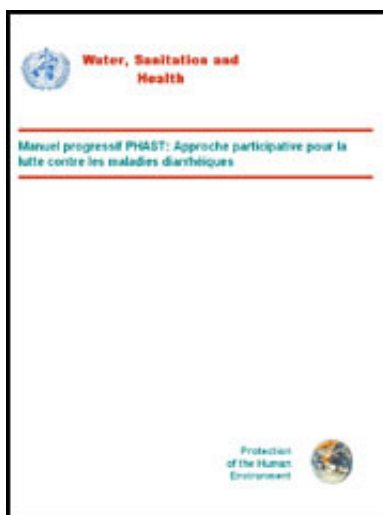 Water, Sanitation and
Health
Manuel progressif PHAST: Approche participative pour la
lutte contre les maladies diarrhéiques
Protection
of the Human
Environment